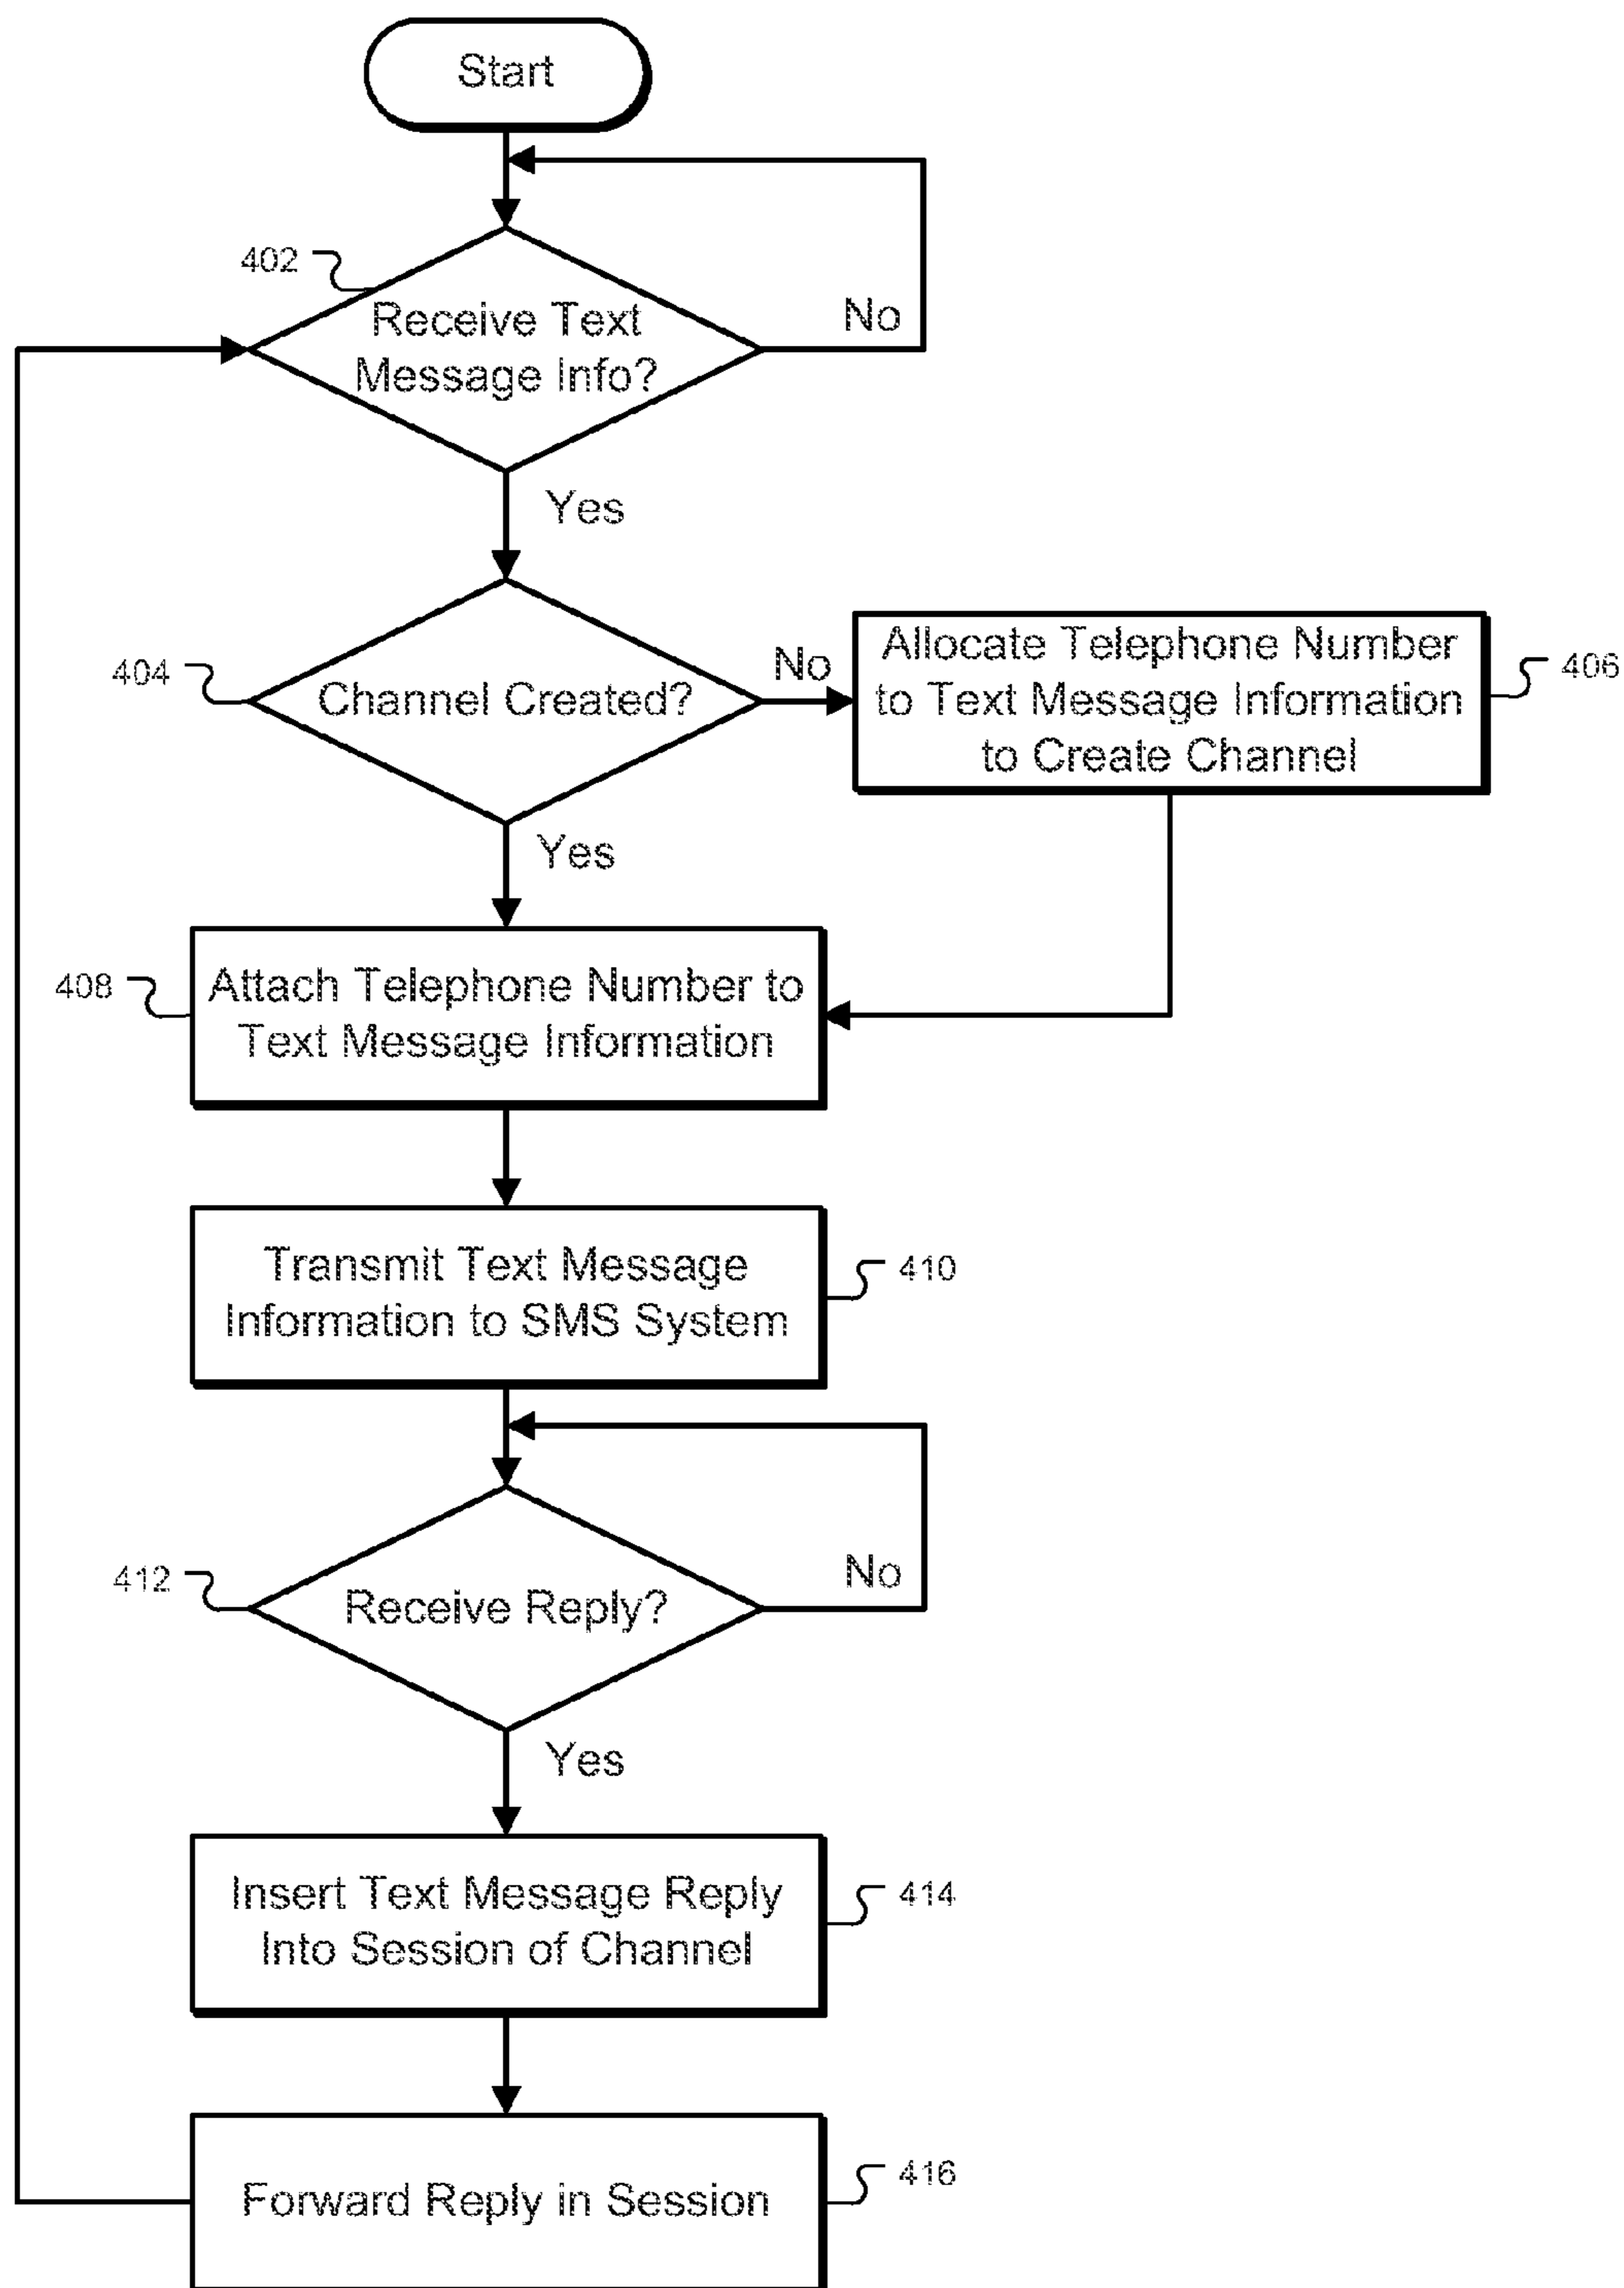 Start
402
Receive Text
Message Info?
No
Yes
404
Channel Created?
No
Allocate Telephone Number
to Text Message Information
to Create Channel
406
Yes
408
Attach Telephone Number to
Text Message Information
Transmit Text Message
Information to SMS System
410
412
Receive Reply?
No
Yes
Insert Text Message Reply
Into Session of Channel
414
Forward Reply in Session
416